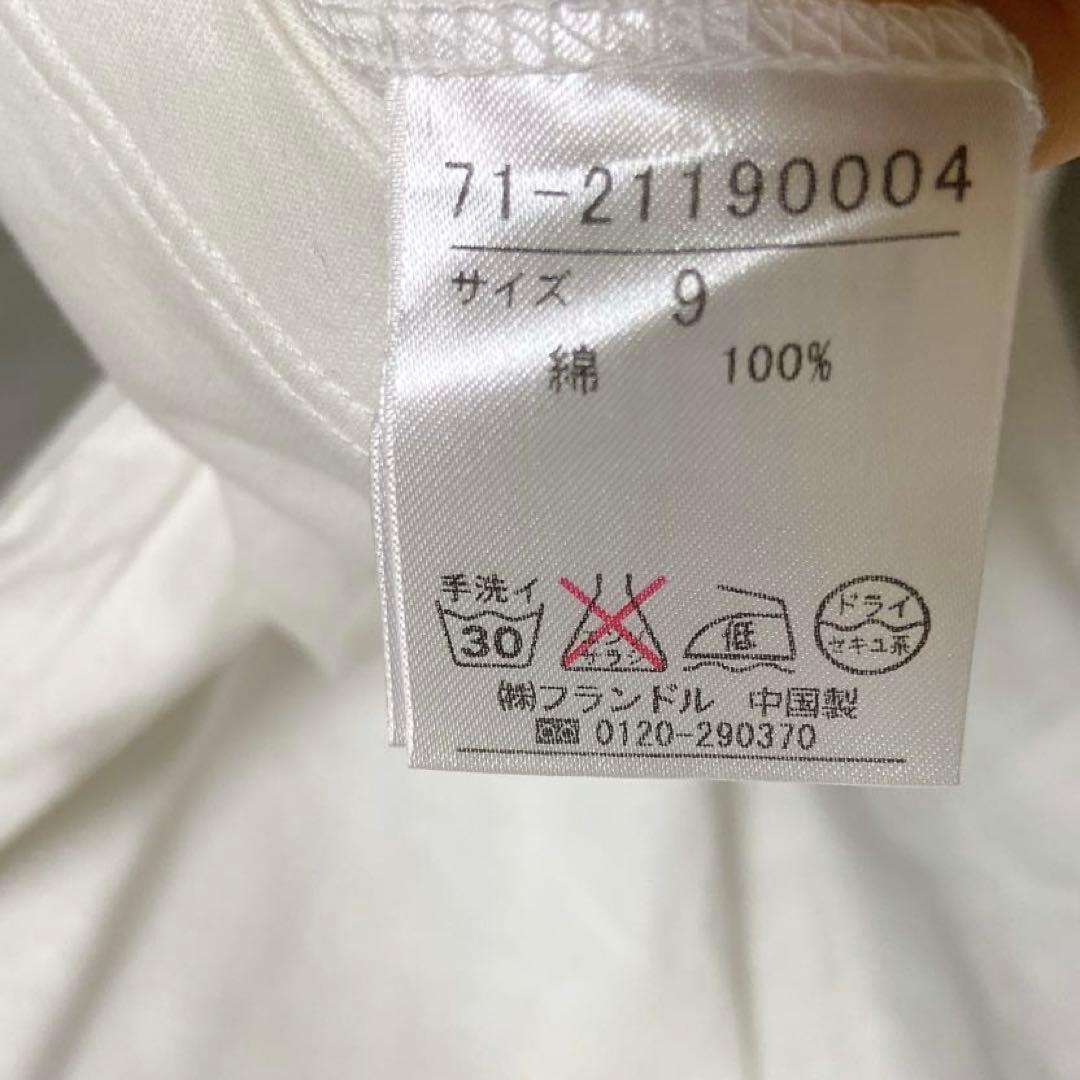 71-21190004
サイズ 9
綿 100%
手洗イ
30
エンソ
サラシ
低
ドライ
セキユ系
㈱フランドル 中国製
0120-290370